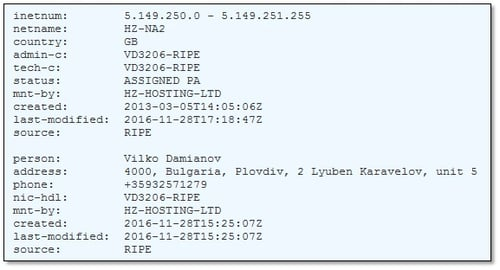 inetnum: 5.149.250.0 - 5.149.251.255
netname: HZ-NA2
country: GB
admin-c: VD3206-RIPE
tech-c: VD3206-RIPE
status: ASSIGNED PA
mnt-by: HZ-HOSTING-LTD
created: 2013-03-05T14:05:06Z
last-modified: 2016-11-28T17:18:47Z
source: RIPE
person: Vilko Damianov
address: 4000, Bulgaria, Plovdiv, 2 Lyuben Karavelov, unit 5
phone: +35932571279
nic-hdl: VD3206-RIPE
mnt-by: HZ-HOSTING-LTD
created: 2016-11-28T15:25:07Z
last-modified: 2016-11-28T15:25:07Z
source: RIPE